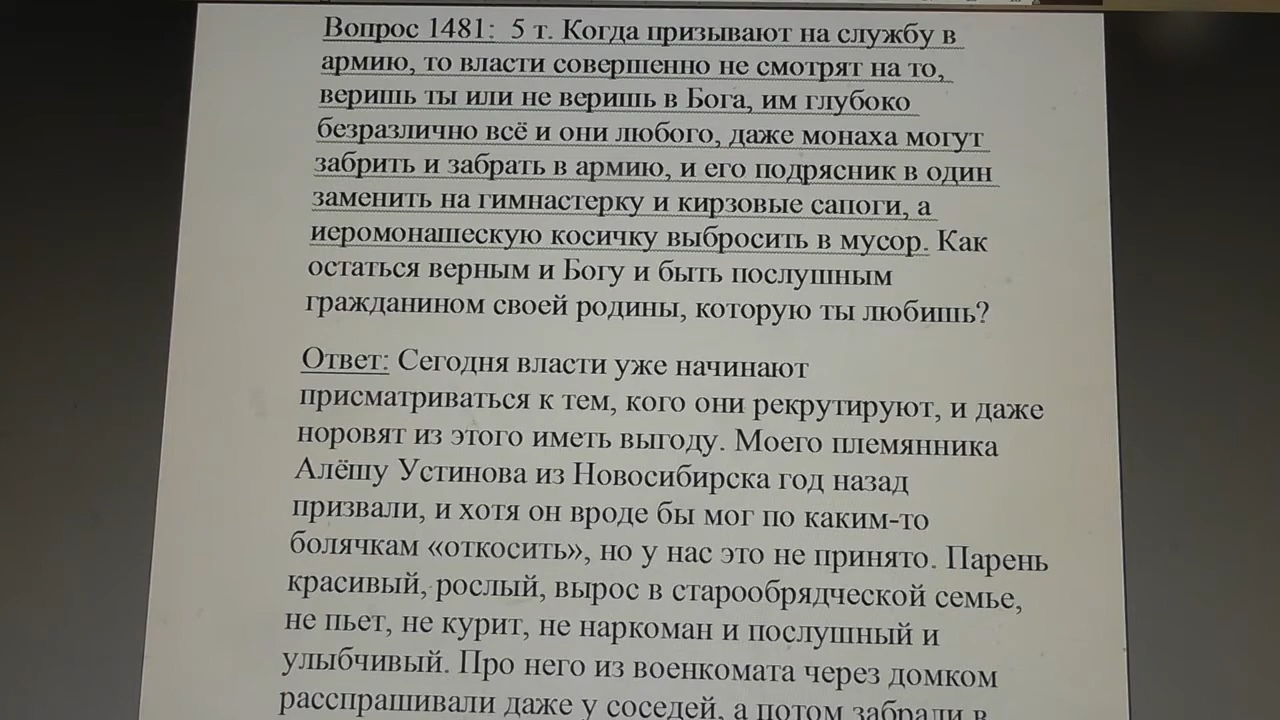 Вопрос 1481:  5 т. Когда призывают на службу в
армию, то власти совершенно не смотрят на то,
веришь ты или не веришь в Бога, им глубоко
безразлично всё и они любого, даже монаха могут
забрить и забрать в армию, и его подрясник в один
заменить на гимнастерку и кирзовые сапоги, а
иеромонашескую косичку выбросить в мусор. Как
остаться верным и Богу и быть послушным
гражданином своей родины, которую ты любишь?
Ответ: Сегодня власти уже начинают
присматриваться к тем, кого они рекрутируют, и даже
норовят из этого иметь выгоду. Моего племянника
Алёшу Устинова из Новосибирска год назад
призвали, и хотя он вроде бы мог по каким-то
болячкам «откосить», но у нас это не принято. Парень
красивый, рослый, вырос в старообрядческой семье,
не пьет, не курит, не наркоман и послушный и
улыбчивый. Про него из военкомата через домком
расспрашивали даже у соседей, а потом забрали в